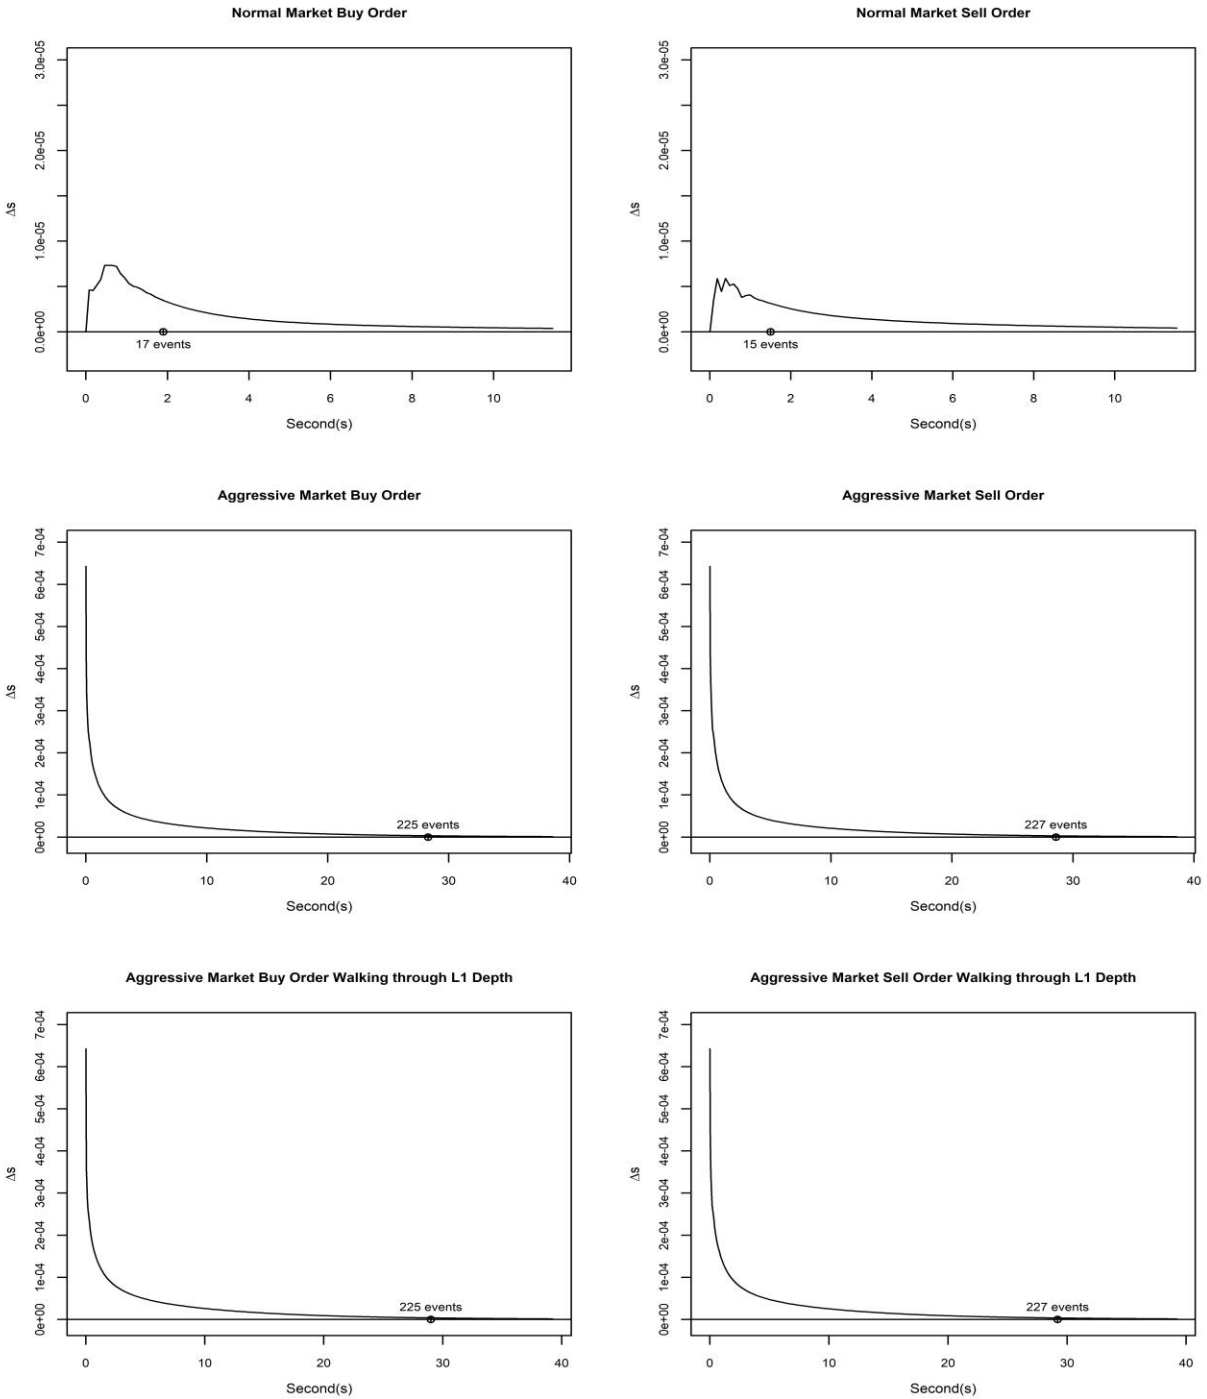 Normal Market Buy Order
Δs
3.0e-05
2.0e-05
1.0e-05
0.0e+00
17 events
0 2 4 6 8 10
Second(s)
Normal Market Sell Order
Δs
3.0e-05
2.0e-05
1.0e-05
0.0e+00
15 events
0 2 4 6 8 10
Second(s)
Aggressive Market Buy Order
Δs
7e-04
6e-04
5e-04
4e-04
3e-04
2e-04
1e-04
0e+00
225 events
0 10 20 30 40
Second(s)
Aggressive Market Sell Order
Δs
7e-04
6e-04
5e-04
4e-04
3e-04
2e-04
1e-04
0e+00
227 events
0 10 20 30 40
Second(s)
Aggressive Market Buy Order Walking through L1 Depth
Δs
7e-04
6e-04
5e-04
4e-04
3e-04
2e-04
1e-04
0e+00
225 events
0 10 20 30 40
Second(s)
Aggressive Market Sell Order Walking through L1 Depth
Δs
7e-04
6e-04
5e-04
4e-04
3e-04
2e-04
1e-04
0e+00
227 events
0 10 20 30 40
Second(s)